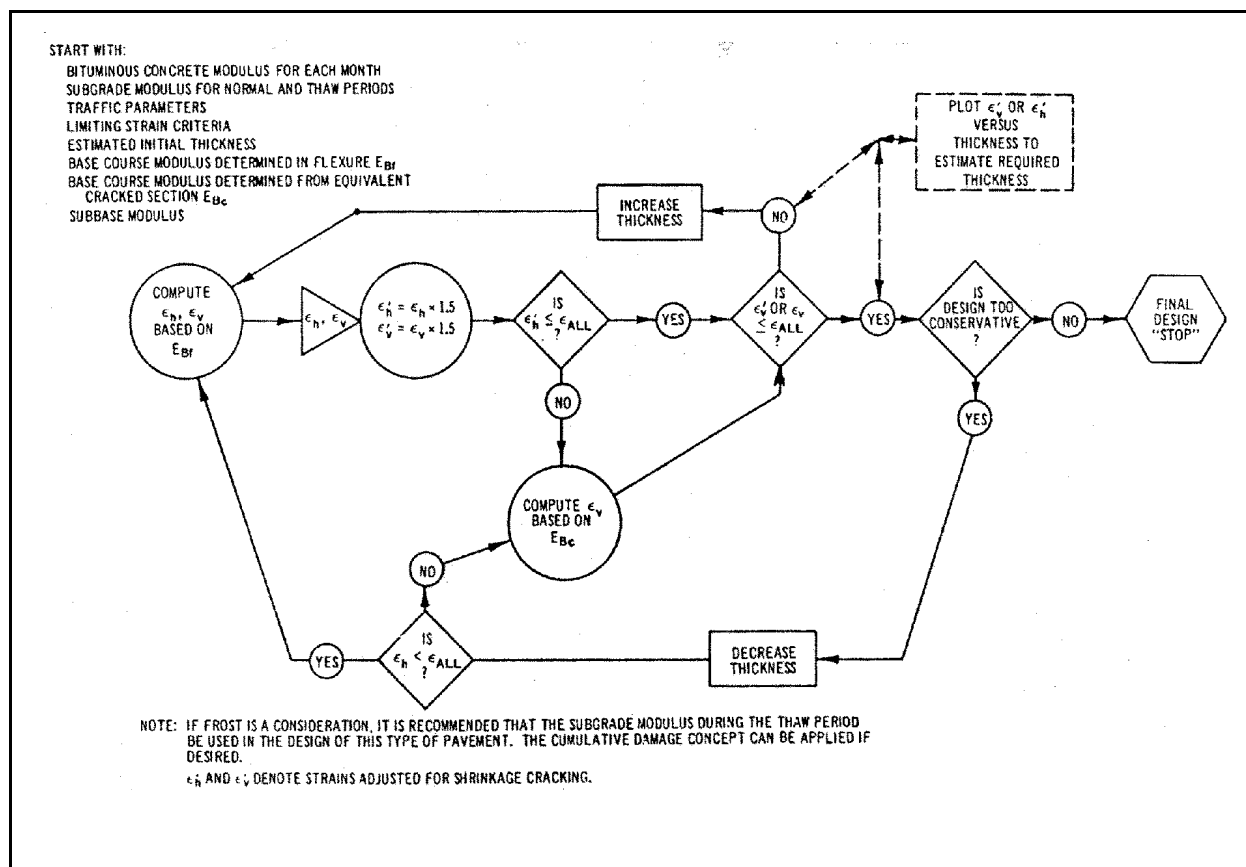 START WITH:
BITUMINOUS CONCRETE MODULUS FOR EACH MONTH
SUBGRADE MODULUS FOR NORMAL AND THAW PERIODS
TRAFFIC PARAMETERS
LIMITING STRAIN CRITERIA
ESTIMATED INITIAL THICKNESS
BASE COURSE MODULUS DETERMINED IN FLEXURE E_Bf
BASE COURSE MODULUS DETERMINED FROM EQUIVALENT
CRACKED SECTION E_Bc
SUBBASE MODULUS
PLOT ϵ′_v OR ϵ′_h
VERSUS
THICKNESS TO
ESTIMATE REQUIRED
THICKNESS
INCREASE
THICKNESS
NO
COMPUTE
ϵ_h, ϵ_v
BASED ON
E_Bf
ϵ_h, ϵ_v
ϵ′_h = ϵ_h × 1.5
ϵ′_v = ϵ_v × 1.5
IS
ϵ′_h ≤ ϵ_ALL
?
YES
IS
ϵ′_v OR ϵ_v
≤ ϵ_ALL
?
YES
IS
DESIGN TOO
CONSERVATIVE
?
NO
FINAL
DESIGN
"STOP"
NO
YES
COMPUTE ϵ_v
BASED ON
E_Bc
NO
IS
ϵ_h < ϵ_ALL
?
YES
DECREASE
THICKNESS
NOTE: IF FROST IS A CONSIDERATION, IT IS RECOMMENDED THAT THE SUBGRADE MODULUS DURING THE THAW PERIOD
BE USED IN THE DESIGN OF THIS TYPE OF PAVEMENT. THE CUMULATIVE DAMAGE CONCEPT CAN BE APPLIED IF
DESIRED.
ϵ′_h AND ϵ′_v DENOTE STRAINS ADJUSTED FOR SHRINKAGE CRACKING.